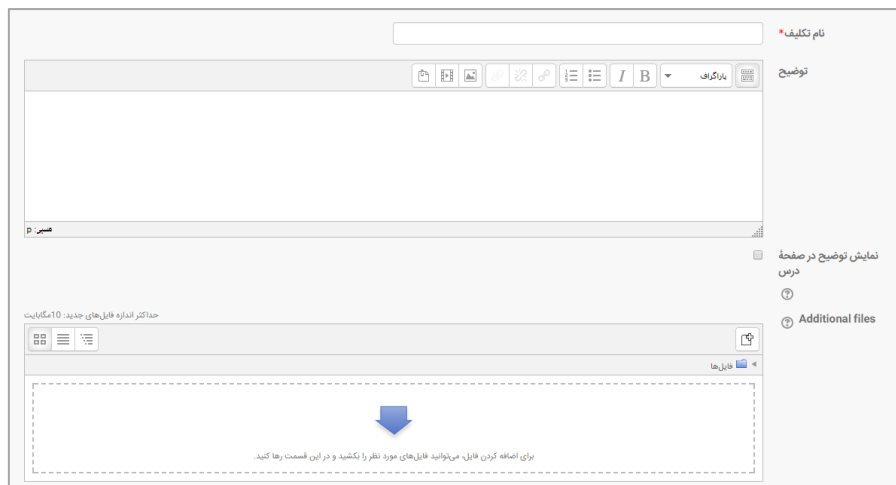 نام تکلیف*
توضیح
پاراگراف
B I
مسیر: p
نمایش توضیح در صفحهٔ
درس
حداکثر اندازه فایل‌های جدید: 10مگابایت
Additional files
فایل‌ها
برای اضافه کردن فایل، می‌توانید فایل‌های مورد نظر را بکشید و در این قسمت رها کنید.